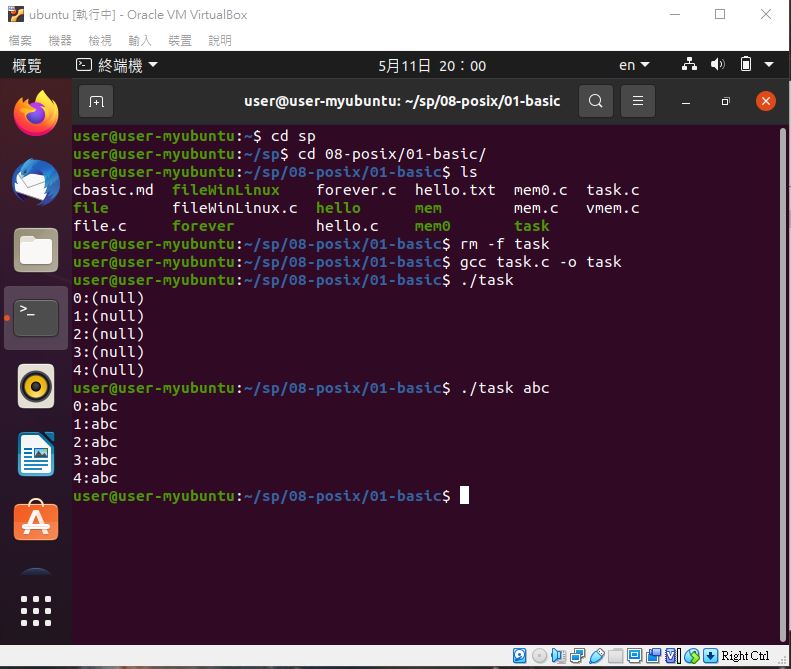 ubuntu [執行中] - Oracle VM VirtualBox
檔案 機器 檢視 輸入 裝置 說明
概覽 終端機 5月11日 20：00 en
user@user-myubuntu: ~/sp/08-posix/01-basic
user@user-myubuntu:~$ cd sp
user@user-myubuntu:~/sp$ cd 08-posix/01-basic/
user@user-myubuntu:~/sp/08-posix/01-basic$ ls
cbasic.md fileWinLinux forever.c hello.txt mem0.c task.c
file fileWinLinux.c hello mem mem.c vmem.c
file.c forever hello.c mem0 task
user@user-myubuntu:~/sp/08-posix/01-basic$ rm -f task
user@user-myubuntu:~/sp/08-posix/01-basic$ gcc task.c -o task
user@user-myubuntu:~/sp/08-posix/01-basic$ ./task
0:(null)
1:(null)
2:(null)
3:(null)
4:(null)
user@user-myubuntu:~/sp/08-posix/01-basic$ ./task abc
0:abc
1:abc
2:abc
3:abc
4:abc
user@user-myubuntu:~/sp/08-posix/01-basic$
Right Ctrl